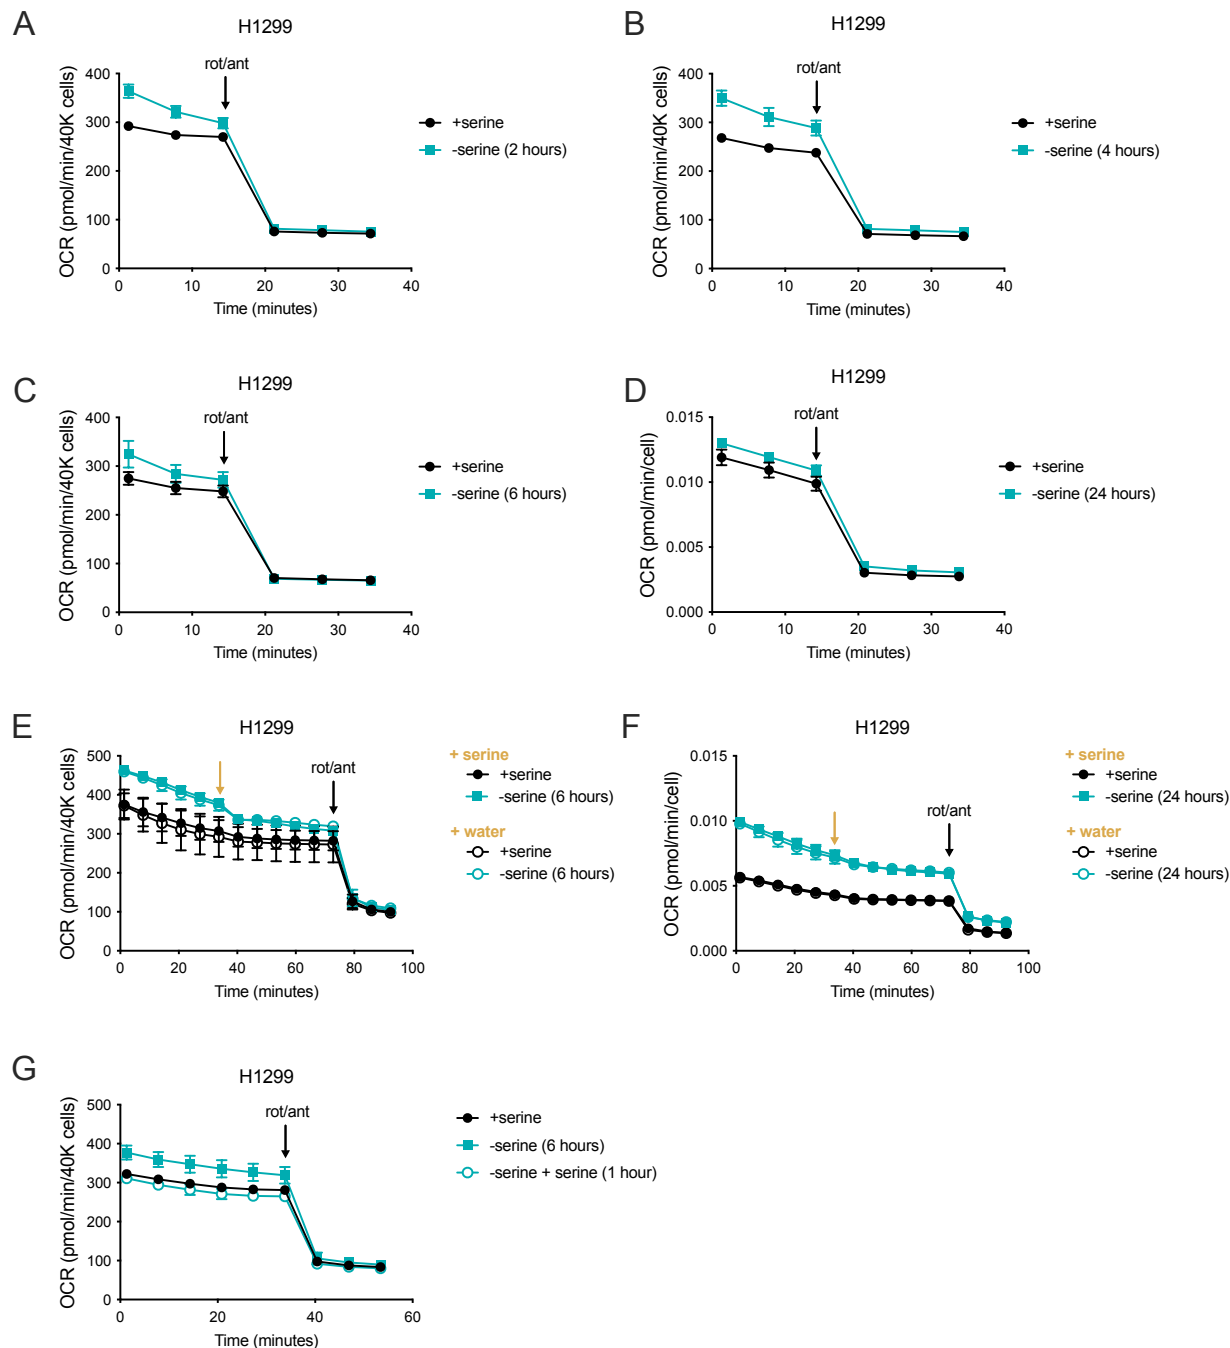 A
H1299
rot/ant
400
300
200
100
0
0 10 20 30 40
OCR (pmol/min/40K cells)
Time (minutes)
+serine
-serine (2 hours)
B
H1299
rot/ant
400
300
200
100
0
0 10 20 30 40
OCR (pmol/min/40K cells)
Time (minutes)
+serine
-serine (4 hours)
C
H1299
rot/ant
400
300
200
100
0
0 10 20 30 40
OCR (pmol/min/40K cells)
Time (minutes)
+serine
-serine (6 hours)
D
H1299
rot/ant
0.015
0.010
0.005
0.000
0 10 20 30 40
OCR (pmol/min/cell)
Time (minutes)
+serine
-serine (24 hours)
E
H1299
rot/ant
500
400
300
200
100
0
0 20 40 60 80 100
OCR (pmol/min/40K cells)
Time (minutes)
+ serine
+serine
-serine (6 hours)
+ water
+serine
-serine (6 hours)
F
H1299
rot/ant
0.015
0.010
0.005
0.000
0 20 40 60 80 100
OCR (pmol/min/cell)
Time (minutes)
+ serine
+serine
-serine (24 hours)
+ water
+serine
-serine (24 hours)
G
H1299
rot/ant
500
400
300
200
100
0
0 20 40 60
OCR (pmol/min/40K cells)
Time (minutes)
+serine
-serine (6 hours)
-serine + serine (1 hour)